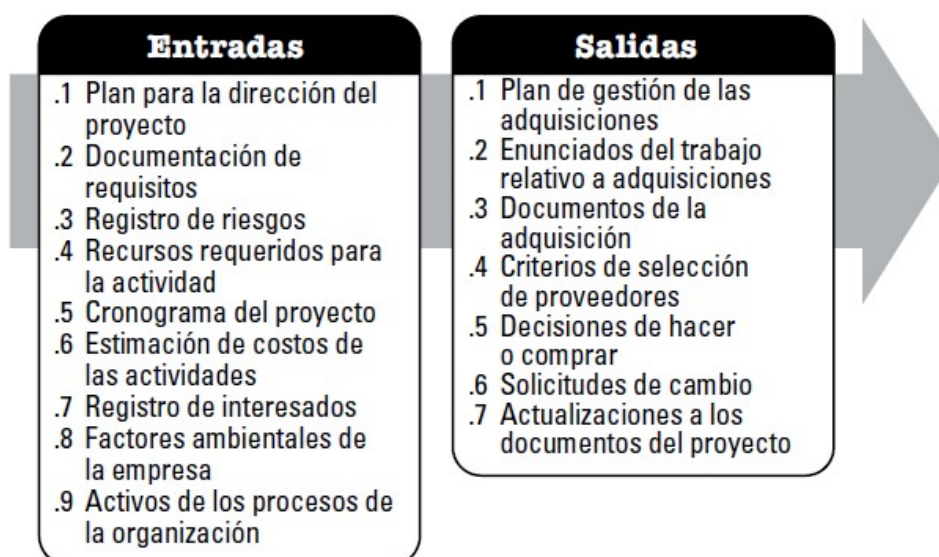 Entradas
.1 Plan para la dirección del
proyecto
.2 Documentación de
requisitos
.3 Registro de riesgos
.4 Recursos requeridos para
la actividad
.5 Cronograma del proyecto
.6 Estimación de costos de
las actividades
.7 Registro de interesados
.8 Factores ambientales de
la empresa
.9 Activos de los procesos de
la organización
Salidas
.1 Plan de gestión de las
adquisiciones
.2 Enunciados del trabajo
relativo a adquisiciones
.3 Documentos de la
adquisición
.4 Criterios de selección
de proveedores
.5 Decisiones de hacer
o comprar
.6 Solicitudes de cambio
.7 Actualizaciones a los
documentos del proyecto